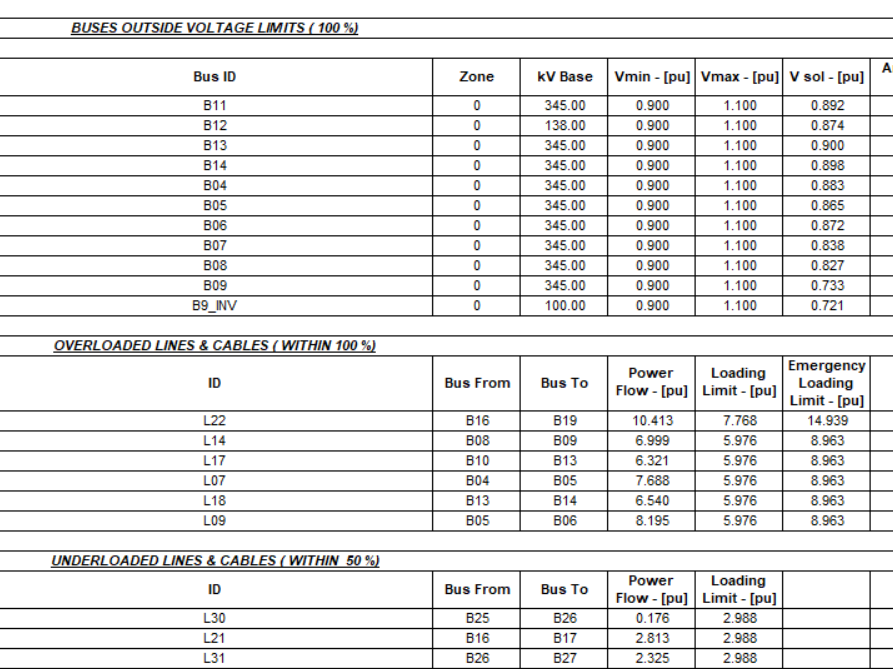 BUSES OUTSIDE VOLTAGE LIMITS ( 100 %)
Bus ID Zone kV Base Vmin - [pu] Vmax - [pu] V sol - [pu]
B11 0 345.00 0.900 1.100 0.892
B12 0 138.00 0.900 1.100 0.874
B13 0 345.00 0.900 1.100 0.900
B14 0 345.00 0.900 1.100 0.898
B04 0 345.00 0.900 1.100 0.883
B05 0 345.00 0.900 1.100 0.865
B06 0 345.00 0.900 1.100 0.872
B07 0 345.00 0.900 1.100 0.838
B08 0 345.00 0.900 1.100 0.827
B09 0 345.00 0.900 1.100 0.733
B9_INV 0 100.00 0.900 1.100 0.721
OVERLOADED LINES & CABLES ( WITHIN 100 %)
ID Bus From Bus To Power Flow - [pu] Loading Limit - [pu] Emergency Loading Limit - [pu]
L22 B16 B19 10.413 7.768 14.939
L14 B08 B09 6.999 5.976 8.963
L17 B10 B13 6.321 5.976 8.963
L07 B04 B05 7.688 5.976 8.963
L18 B13 B14 6.540 5.976 8.963
L09 B05 B06 8.195 5.976 8.963
UNDERLOADED LINES & CABLES ( WITHIN 50 %)
ID Bus From Bus To Power Flow - [pu] Loading Limit - [pu]
L30 B25 B26 0.176 2.988
L21 B16 B17 2.813 2.988
L31 B26 B27 2.325 2.988